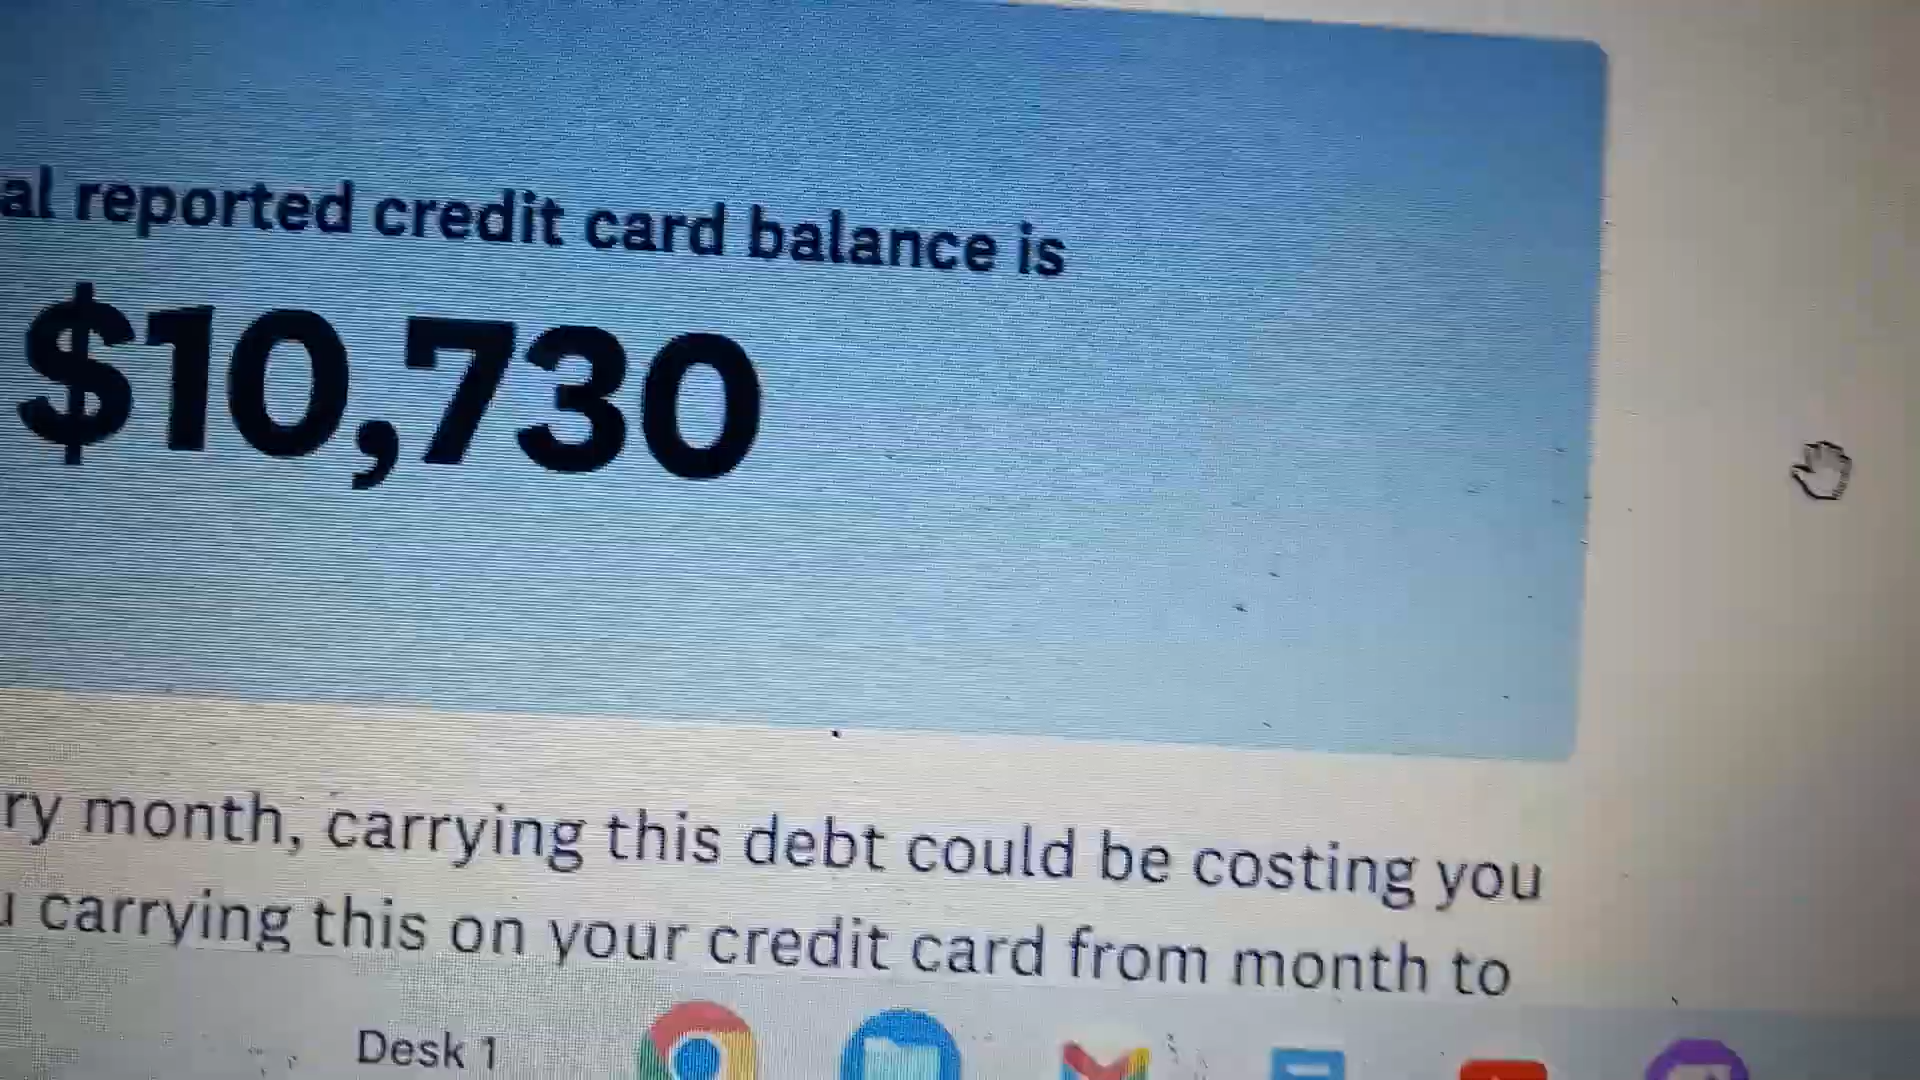 al reported credit card balance is
$10,730
ry month, carrying this debt could be costing you
carrying this on your credit card from month to
Desk 1